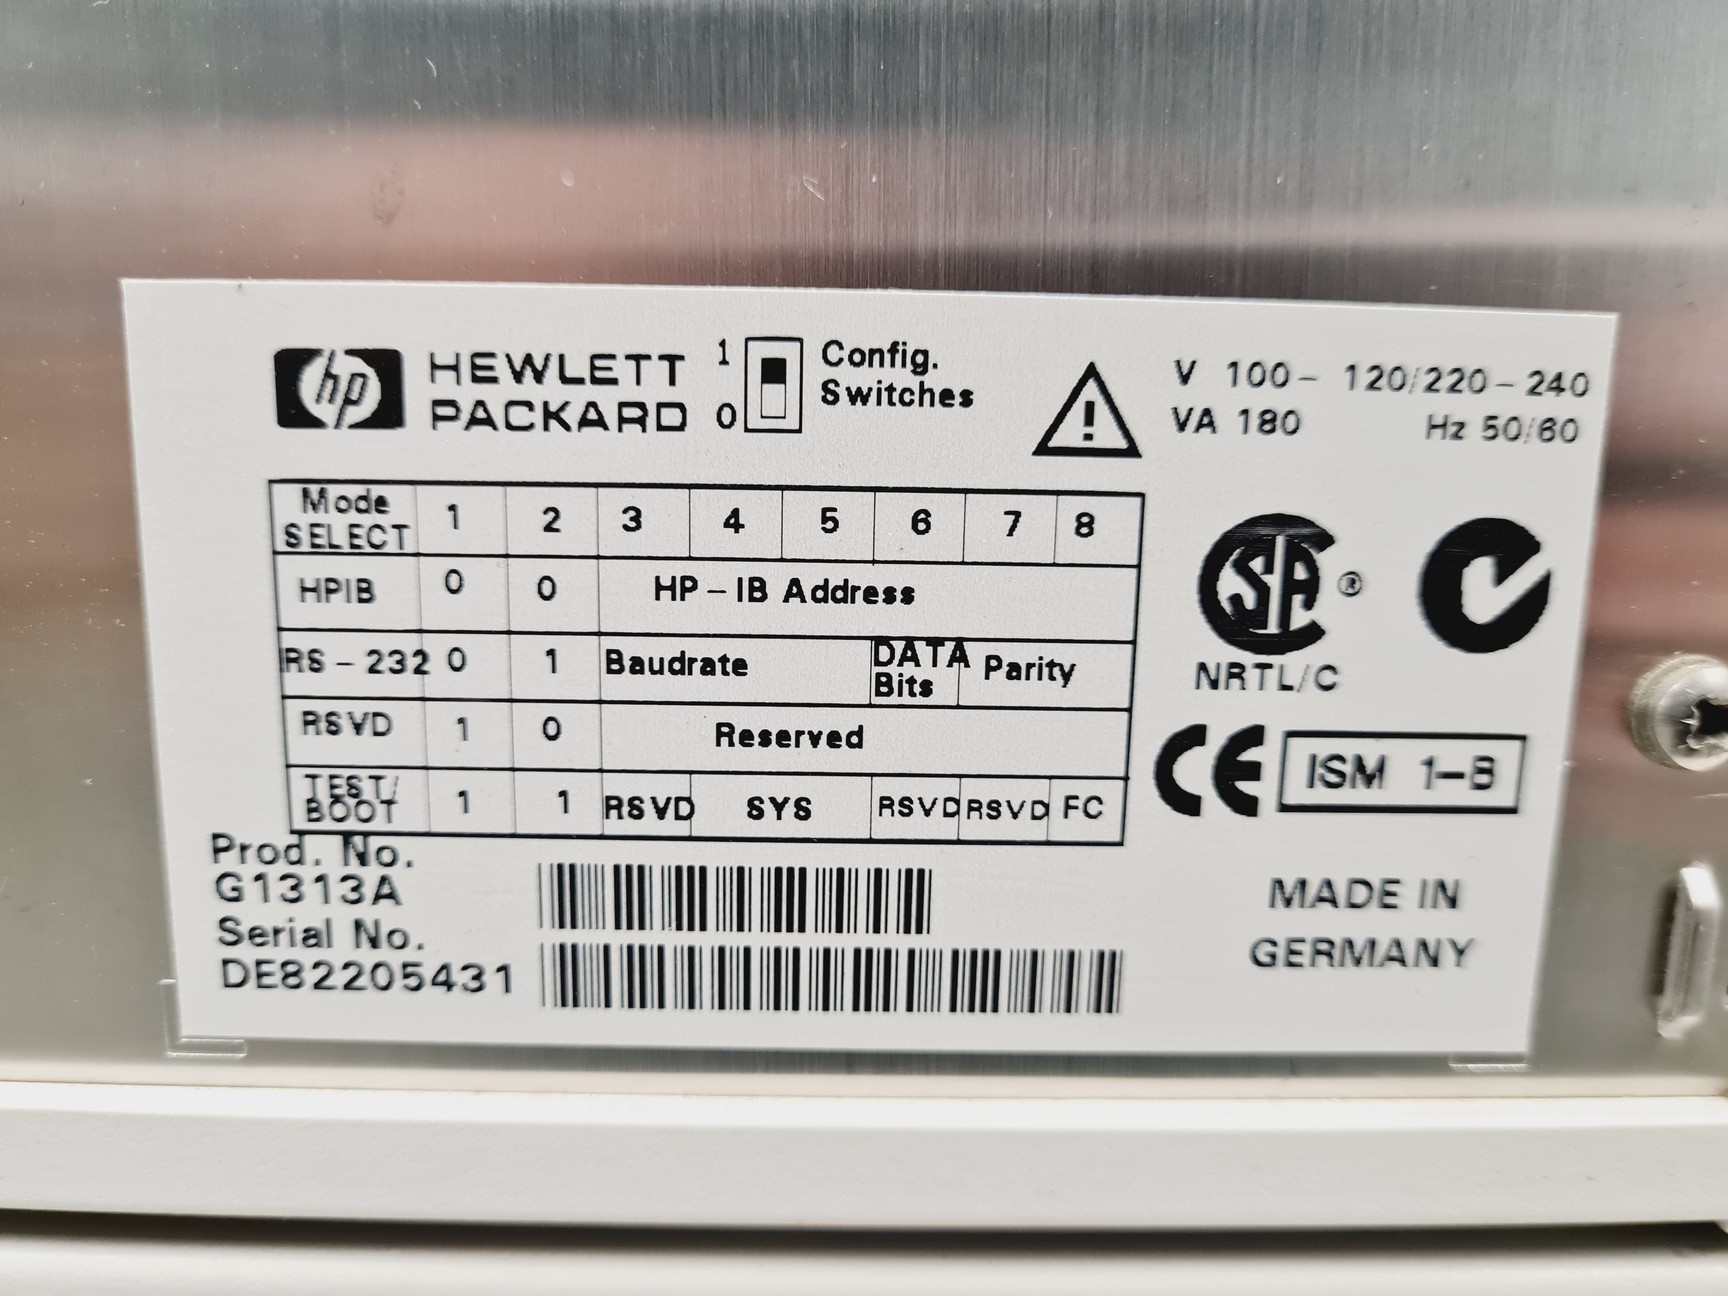 hp HEWLETT PACKARD
1
0
Config. Switches
V 100 - 120/220 - 240
VA 180 Hz 50/60
Mode SELECT 1 2 3 4 5 6 7 8
HPIB 0 0 HP - IB Address
RS - 232 0 1 Baudrate DATA Bits Parity
RSVD 1 0 Reserved
TEST/ BOOT 1 1 RSVD SYS RSVD RSVD FC
SA ®
NRTL/C
CE ISM 1-B
Prod. No.
G1313A
Serial No.
DE82205431
MADE IN
GERMANY